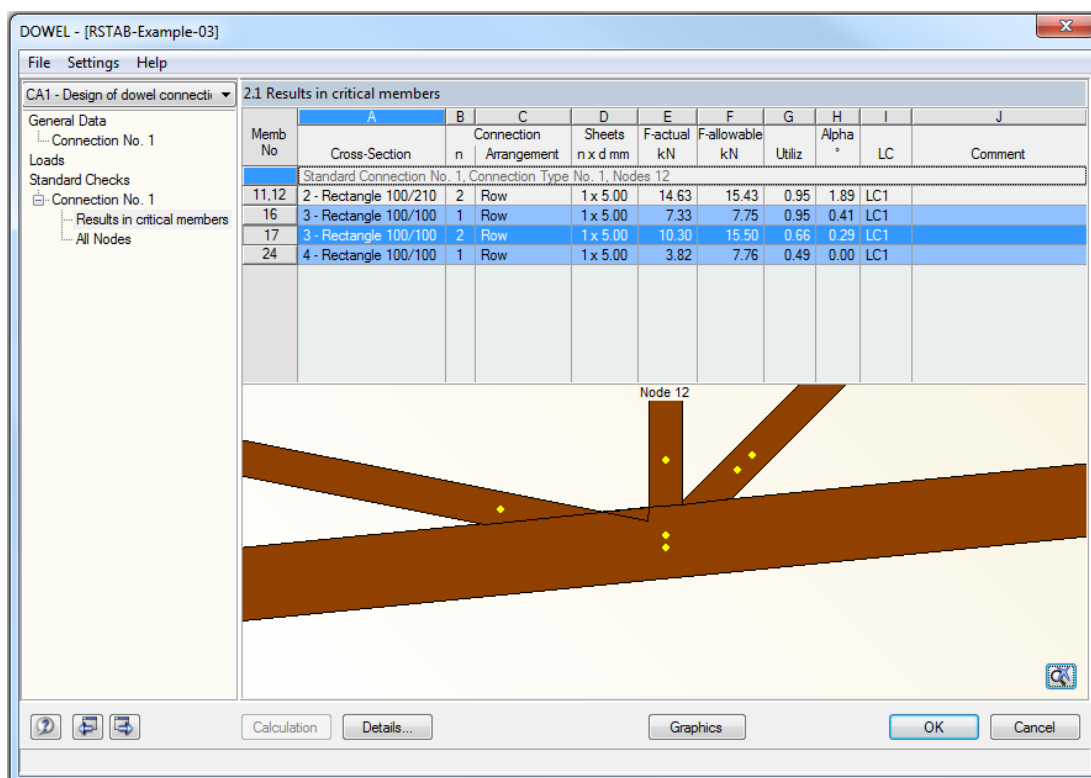 DOWEL - [RSTAB-Example-03]
File Settings Help
CA1 - Design of dowel connecti
General Data
Connection No. 1
Loads
Standard Checks
Connection No. 1
Results in critical members
All Nodes
2.1 Results in critical members
A B C D E F G H I J
Memb Connection Sheets F-actual F-allowable Alpha
No Cross-Section n Arrangement n x d mm kN kN Utiliz ° LC Comment
Standard Connection No. 1, Connection Type No. 1, Nodes 12
11,12 2 - Rectangle 100/210 2 Row 1 x 5.00 14.63 15.43 0.95 1.89 LC1
16 3 - Rectangle 100/100 1 Row 1 x 5.00 7.33 7.75 0.95 0.41 LC1
17 3 - Rectangle 100/100 2 Row 1 x 5.00 10.30 15.50 0.66 0.29 LC1
24 4 - Rectangle 100/100 1 Row 1 x 5.00 3.82 7.76 0.49 0.00 LC1
Node 12
Calculation Details... Graphics OK Cancel